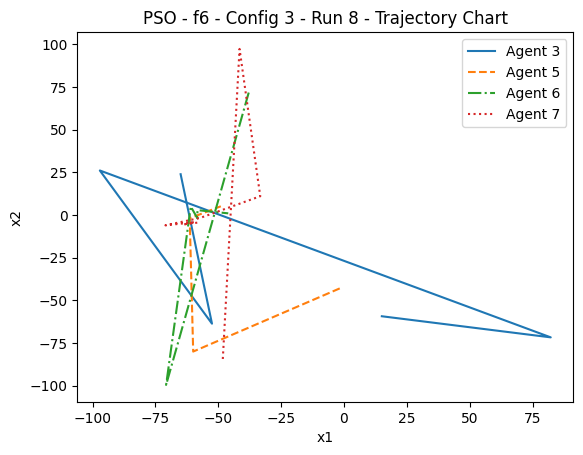 PSO - f6 - Config 3 - Run 8 - Trajectory Chart
Agent 3
Agent 5
Agent 6
Agent 7
x2
100
75
50
25
0
−25
−50
−75
−100
−100
−75
−50
−25
0
25
50
75
x1